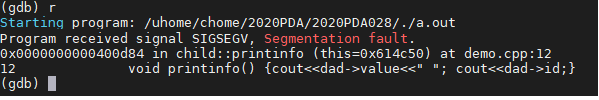 (gdb) r
Starting program: /uhome/chome/2020PDA/2020PDA028/./a.out
Program received signal SIGSEGV, Segmentation fault.
0x0000000000400d84 in child::printinfo (this=0x614c50) at demo.cpp:12
12 void printinfo() {cout<<dad->value<<" "; cout<<dad->id;}
(gdb)